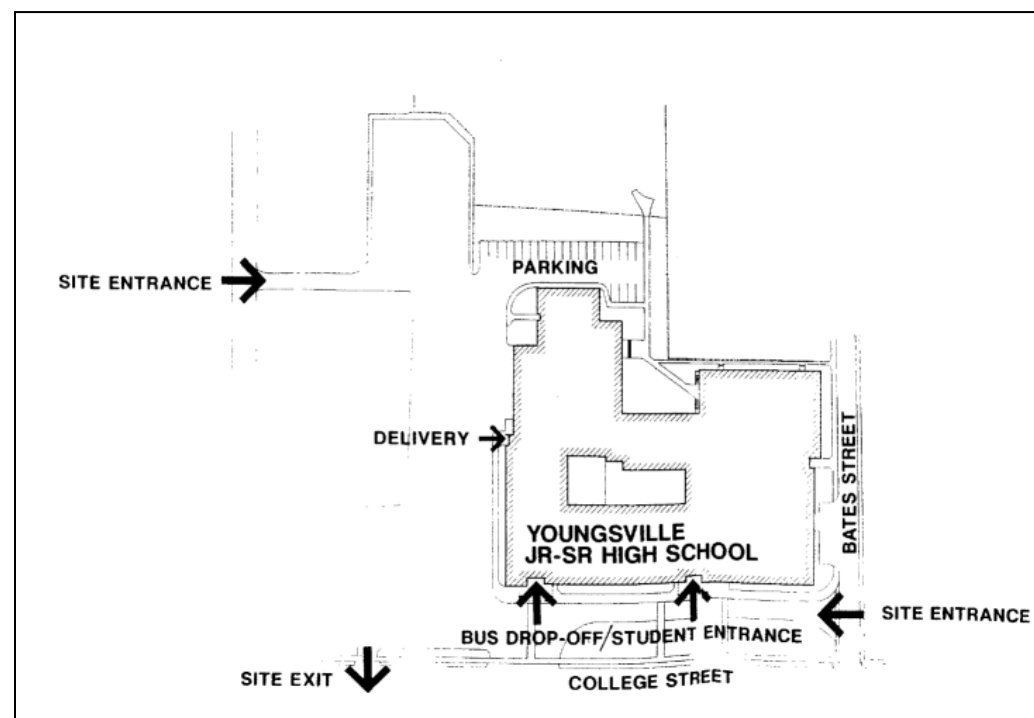 PARKING
SITE ENTRANCE
DELIVERY
BATES STREET
YOUNGSVILLE
JR-SR HIGH SCHOOL
SITE ENTRANCE
BUS DROP-OFF/STUDENT ENTRANCE
SITE EXIT
COLLEGE STREET